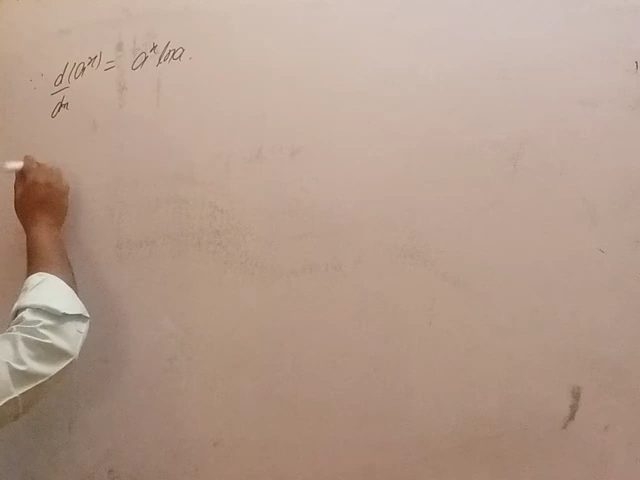 ∵ d/dx (a^x) = a^x ln a.